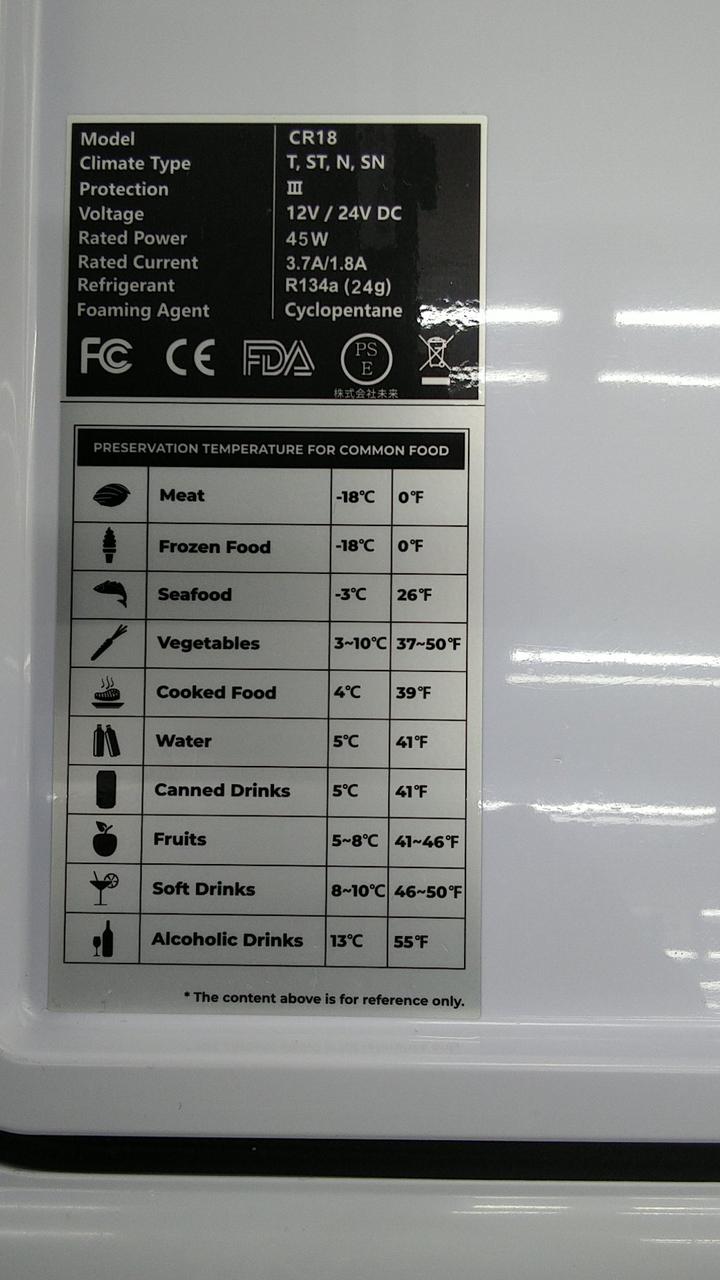 Model CR18
Climate Type T, ST, N, SN
Protection III
Voltage 12V / 24V DC
Rated Power 45W
Rated Current 3.7A/1.8A
Refrigerant R134a (24g)
Foaming Agent Cyclopentane
FC CE FDA PS E
株式会社未来
PRESERVATION TEMPERATURE FOR COMMON FOOD
Meat -18℃ 0℉
Frozen Food -18℃ 0℉
Seafood -3℃ 26℉
Vegetables 3~10℃ 37~50℉
Cooked Food 4℃ 39℉
Water 5℃ 41℉
Canned Drinks 5℃ 41℉
Fruits 5~8℃ 41~46℉
Soft Drinks 8~10℃ 46~50℉
Alcoholic Drinks 13℃ 55℉
* The content above is for reference only.